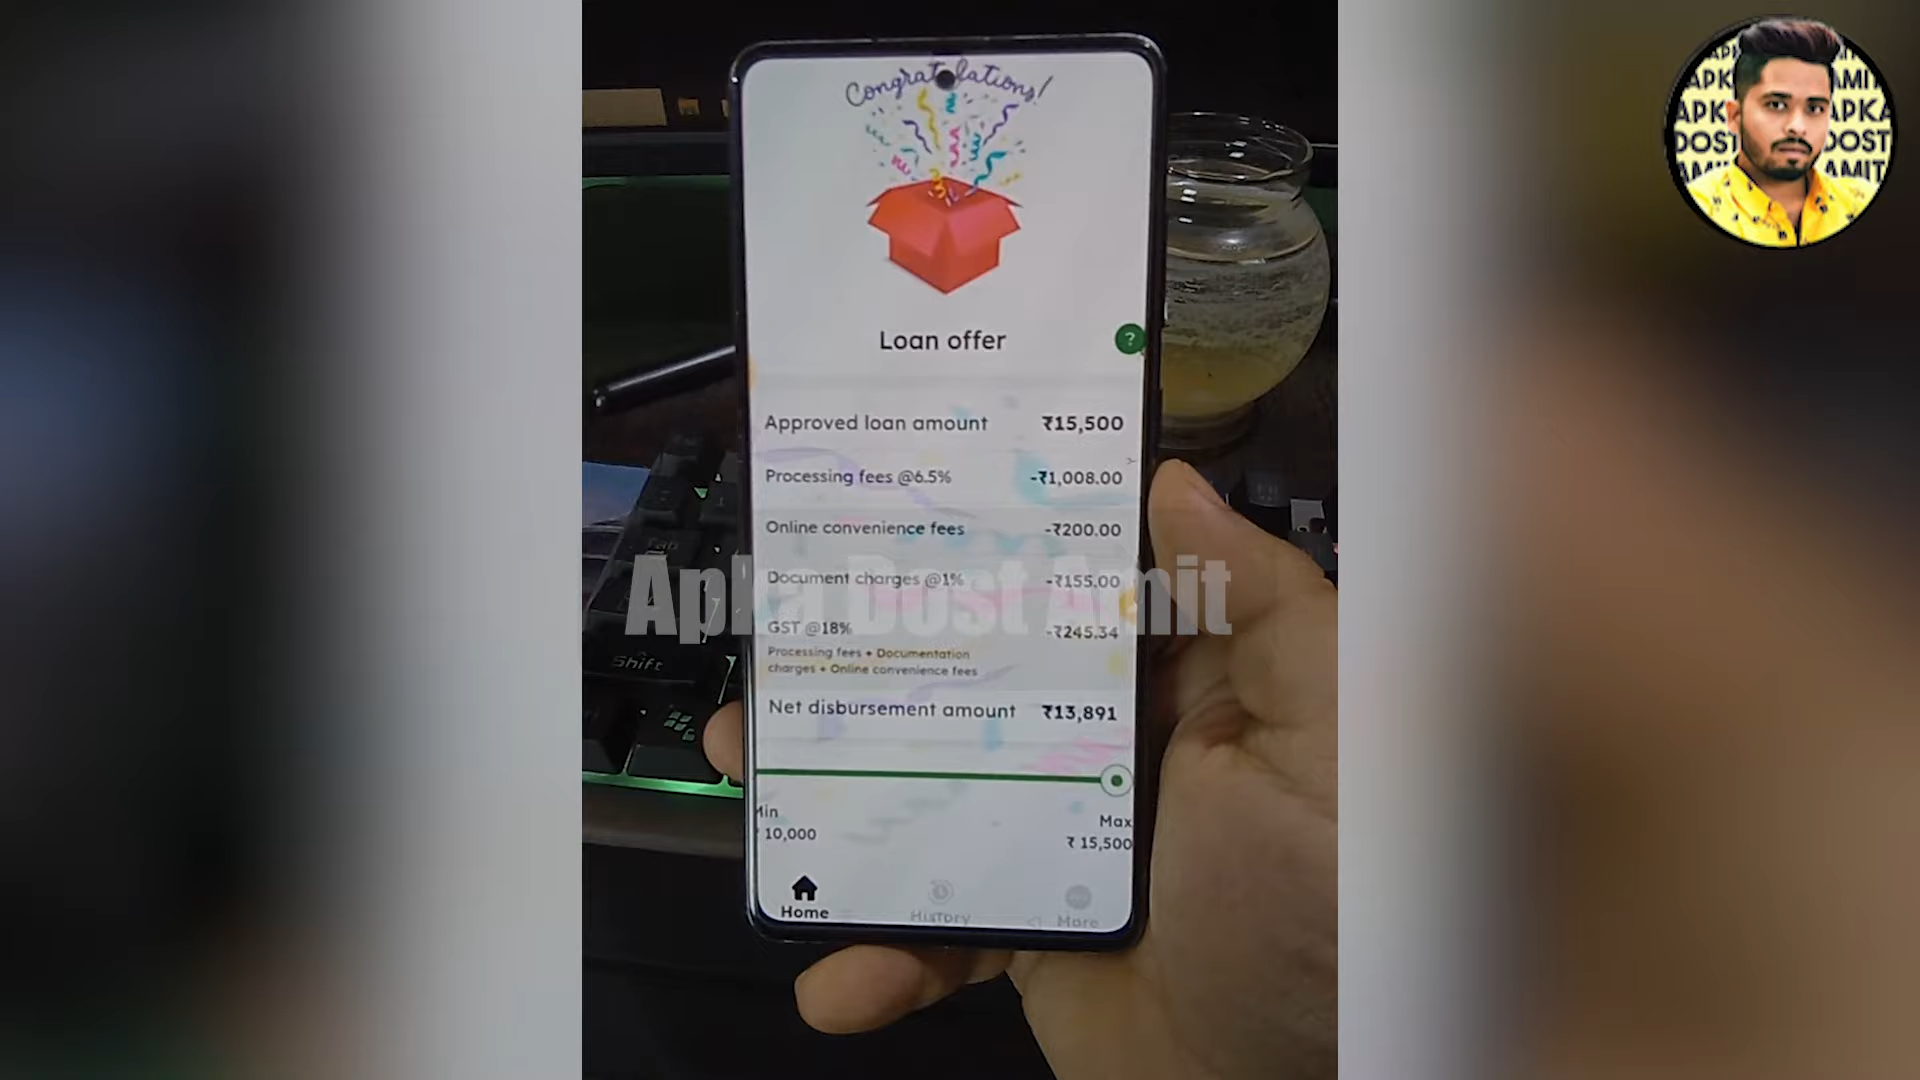 Congratulations!
Loan offer
?
Approved loan amount ₹15,500
Processing fees @6.5% -₹1,008.00
Online convenience fees -₹200.00
Document charges @1% -₹155.00
GST @18% -₹245.34
Processing fees + Documentation
charges + Online convenience fees
Net disbursement amount ₹13,891
Min Max
₹ 10,000 ₹ 15,500
Home History More
Apka Dost Amit
Shift
Tab
APKA
DOST
AMIT